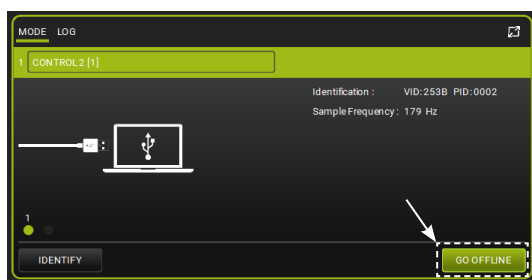 MODE LOG
1 CONTROL 2 [1]
Identification : VID:253B PID:0002
Sample Frequency : 179 Hz
1
IDENTIFY GO OFFLINE